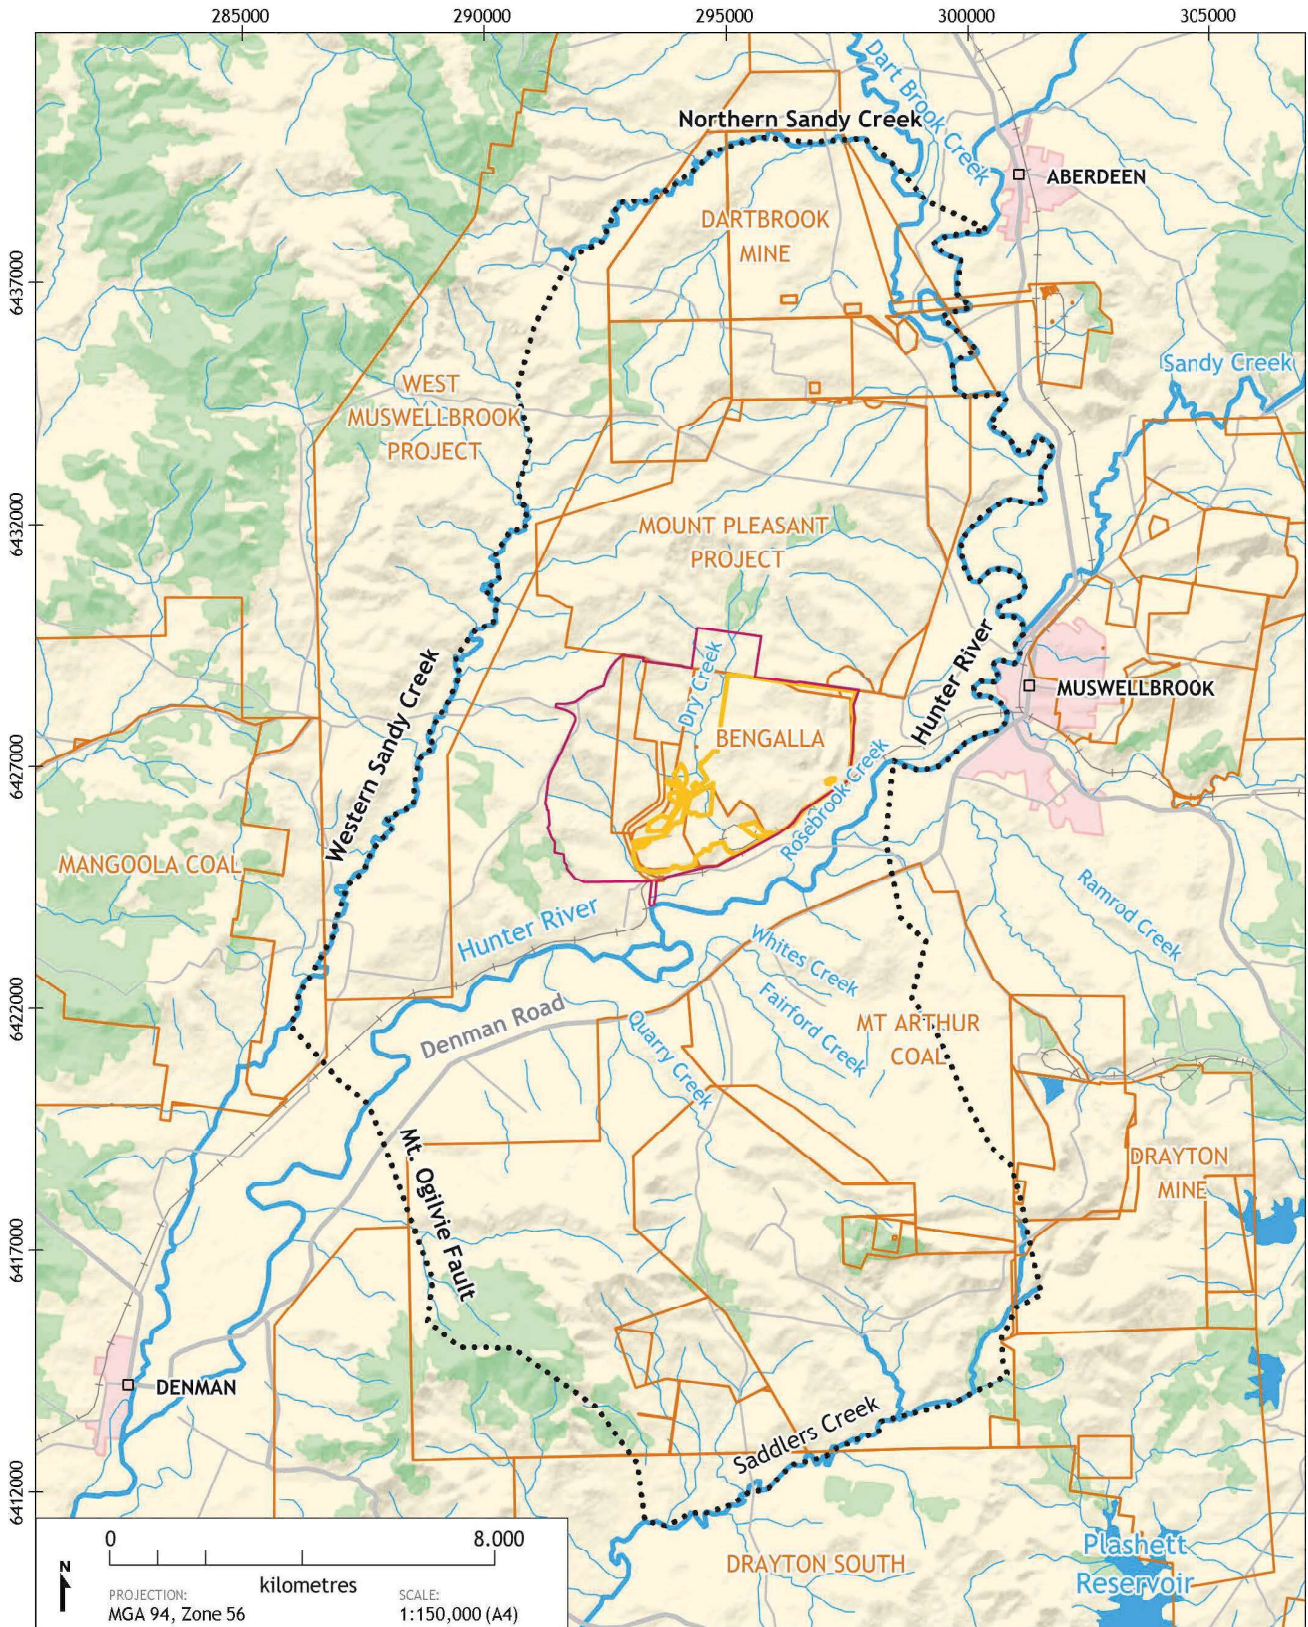 285000
290000
295000
300000
305000
Dart Brook Creek
Northern Sandy Creek
ABERDEEN
DARTBROOK
MINE
6437000
Sandy Creek
WEST
MUSWELLBROOK
PROJECT
6432000
MOUNT PLEASANT
PROJECT
Hunter River
Dry Creek
MUSWELLBROOK
Western Sandy Creek
BENGALLA
6427000
Rosebrook Creek
MANGOOLA COAL
Ramrod Creek
Hunter River
Whites Creek
Fairford Creek
6422000
Denman Road
Quarry Creek
MT ARTHUR
COAL
Mt. Ogilvie Fault
DRAYTON
MINE
6417000
DENMAN
Saddlers Creek
6412000
0
8.000
kilometres
N
PROJECTION:
MGA 94, Zone 56
SCALE:
1:150,000 (A4)
DRAYTON SOUTH
Plashett
Reservoir